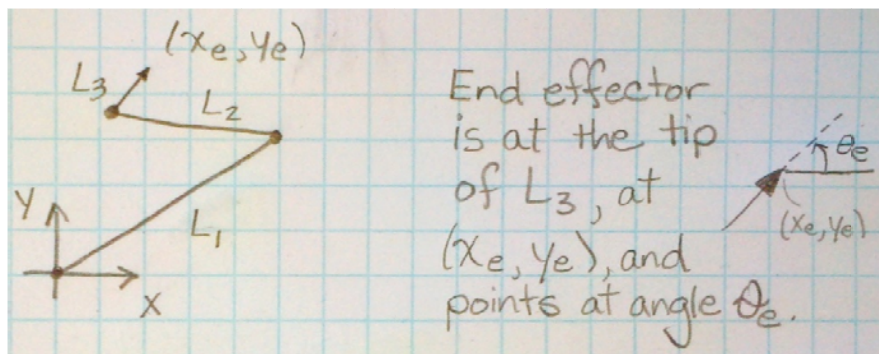 (xe, ye)
L3
L2
L1
Y
X
End effector
is at the tip
of L3, at
(xe, ye), and
points at angle θe.
θe
(xe, ye)